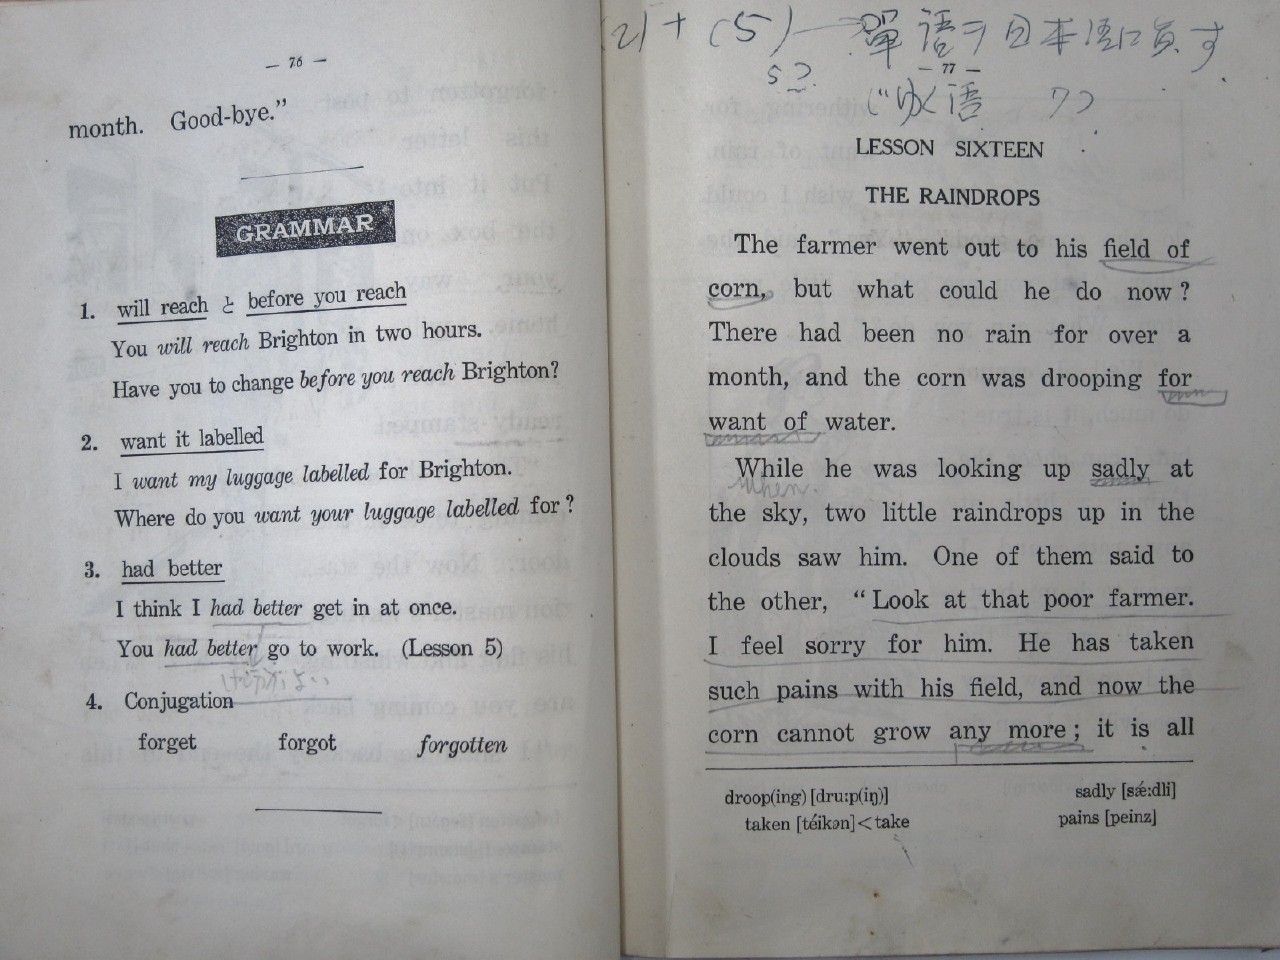 — 76 —
month. Good-bye.”
GRAMMAR
1. will reach と before you reach
You will reach Brighton in two hours.
Have you to change before you reach Brighton?
2. want it labelled
I want my luggage labelled for Brighton.
Where do you want your luggage labelled for?
3. had better
I think I had better get in at once.
You had better go to work. (Lesson 5)
4. Conjugation
forget forgot forgotten
(2) + (5) 單語ヲ日本語に
— 77 —
語
LESSON SIXTEEN
THE RAINDROPS
The farmer went out to his field of
corn, but what could he do now?
There had been no rain for over a
month, and the corn was drooping for
want of water.
While he was looking up sadly at
when
the sky, two little raindrops up in the
clouds saw him. One of them said to
the other, “Look at that poor farmer.
I feel sorry for him. He has taken
such pains with his field, and now the
corn cannot grow any more; it is all
droop(ing) [dru:p(iŋ)] sadly [sǽ:dli]
taken [téikən]<take pains [peinz]